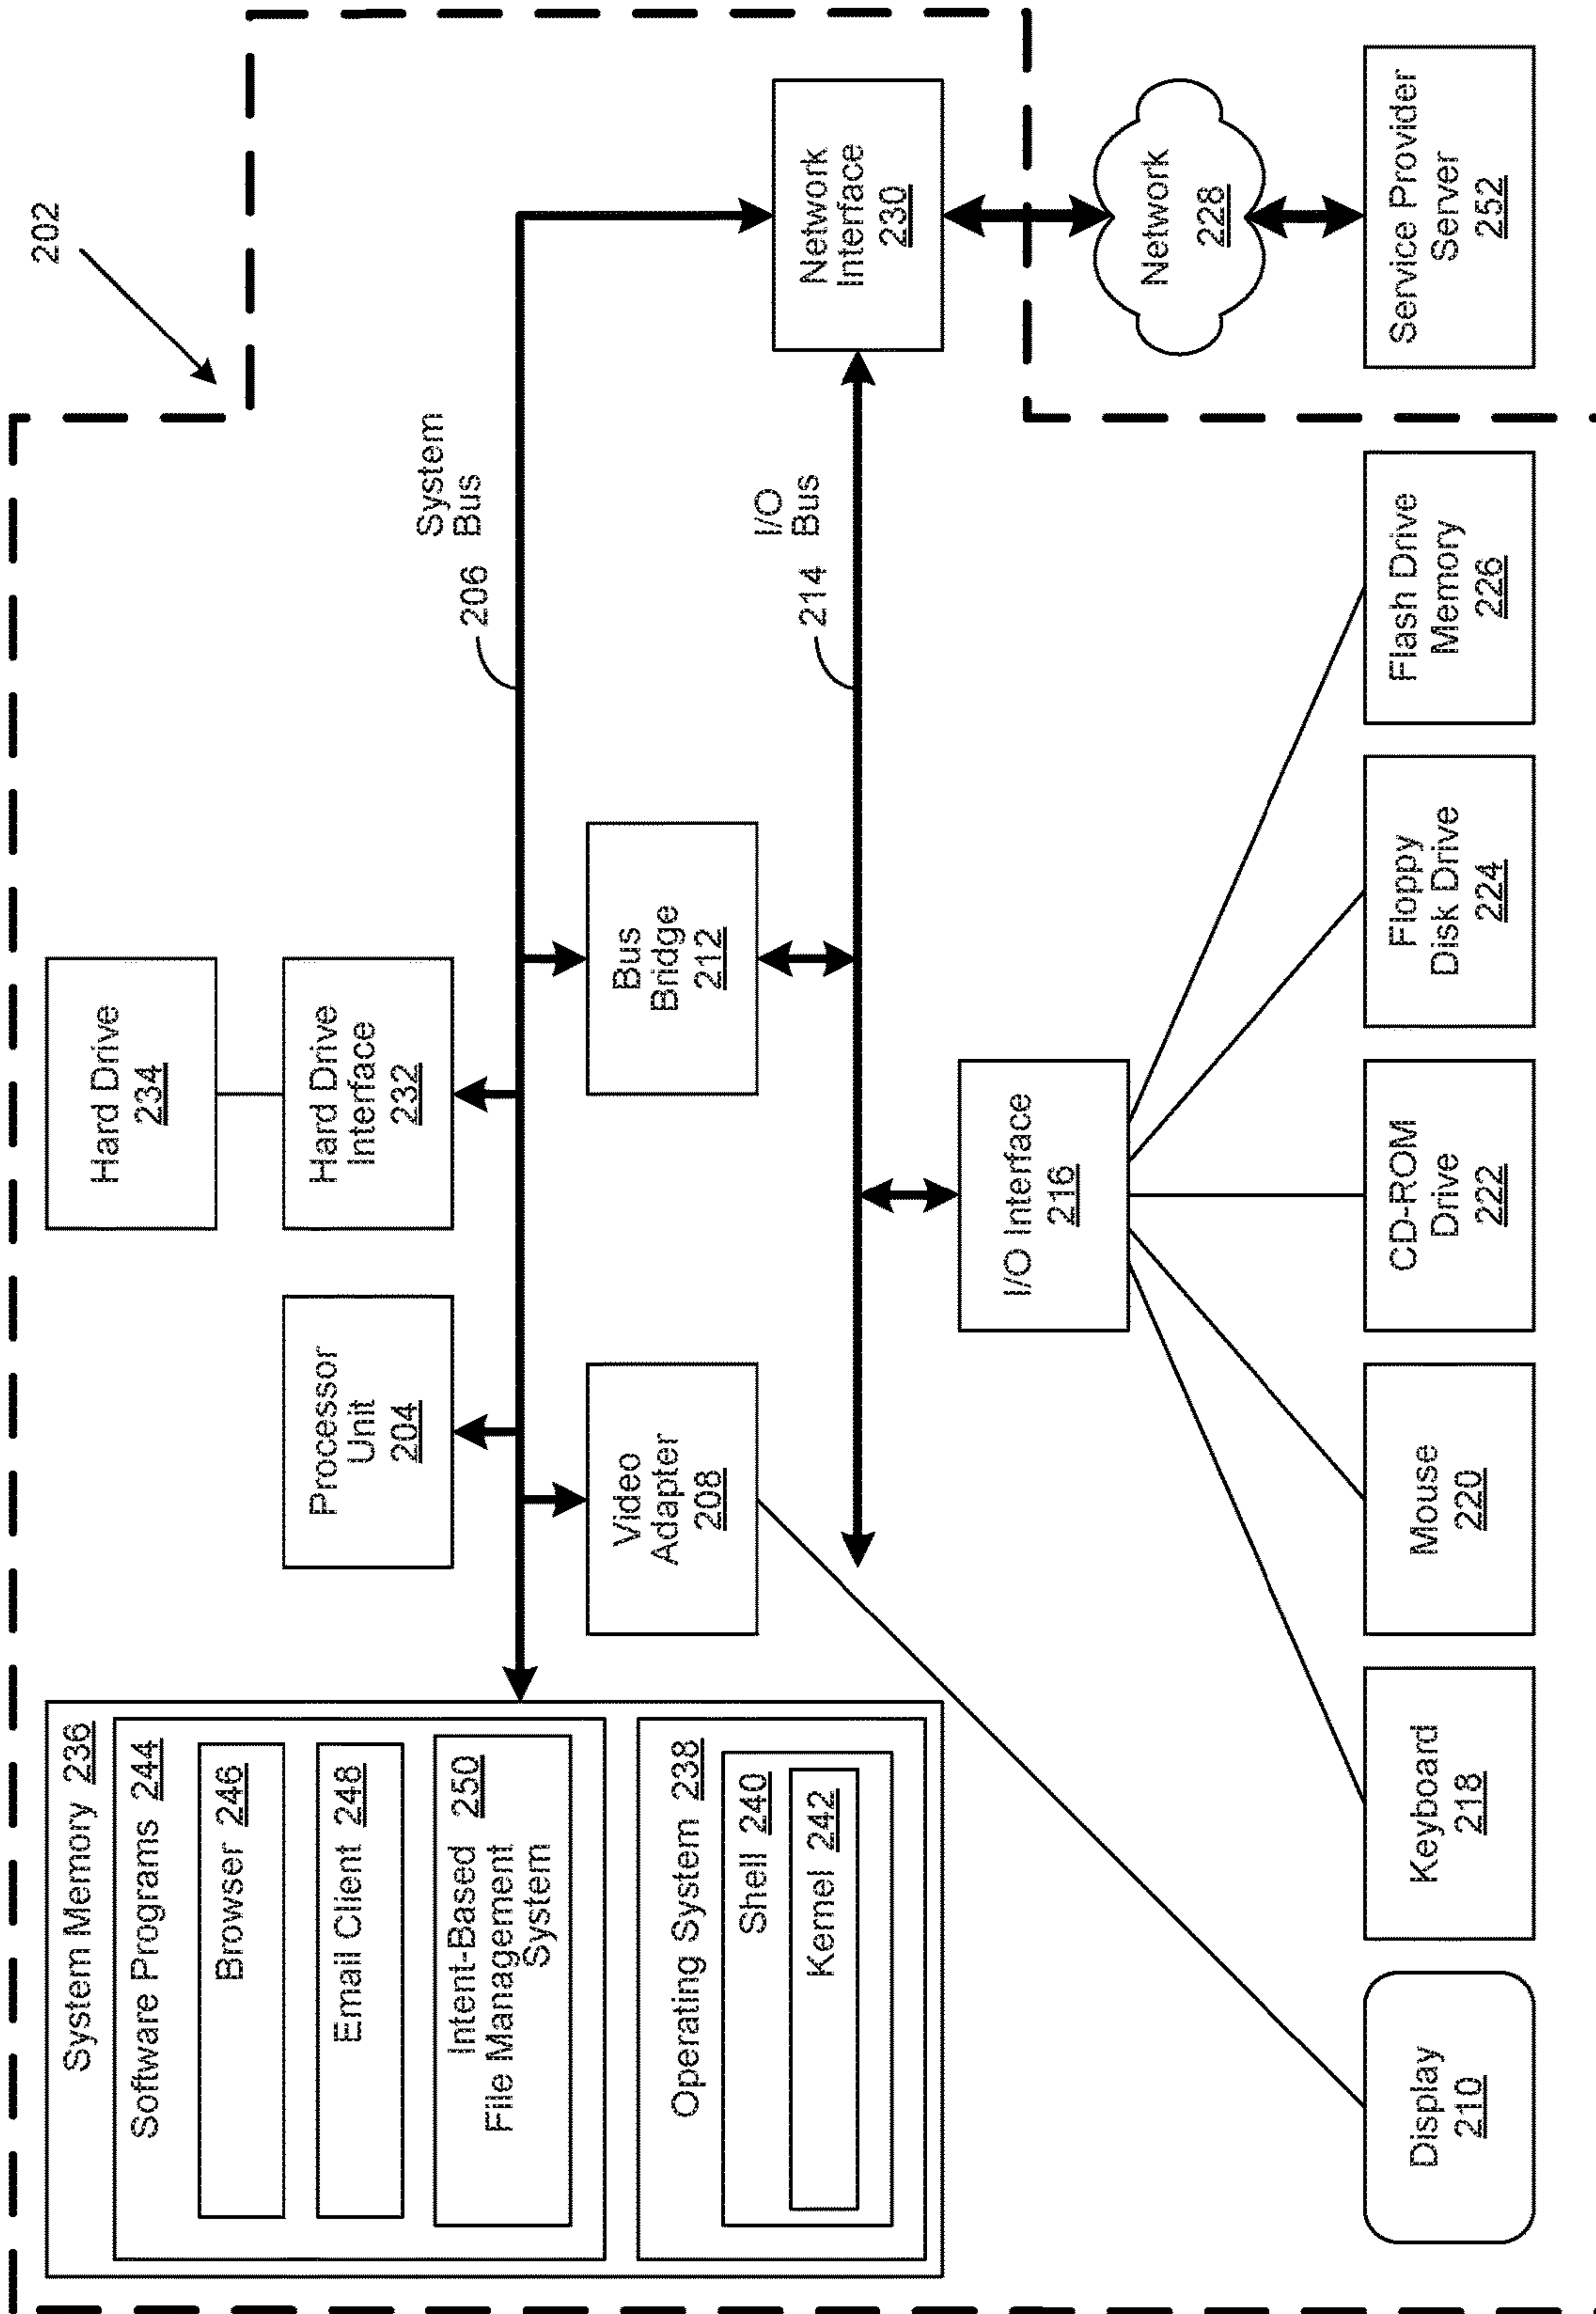 202
System Memory 236
Software Programs 244
Browser 246
Email Client 248
Intent-Based 250
File Management
System
Operating System 238
Shell 240
Kernel 242
Hard Drive
234
Processor
Unit
204
Hard Drive
Interface
232
System
Bus
206
Video
Adapter
208
Bus
Bridge
212
I/O
Bus
214
Network
Interface
230
I/O Interface
216
Network
228
Display
210
Keyboard
218
Mouse
220
CD-ROM
Drive
222
Floppy
Disk Drive
224
Flash Drive
Memory
226
Service Provider
Server
252